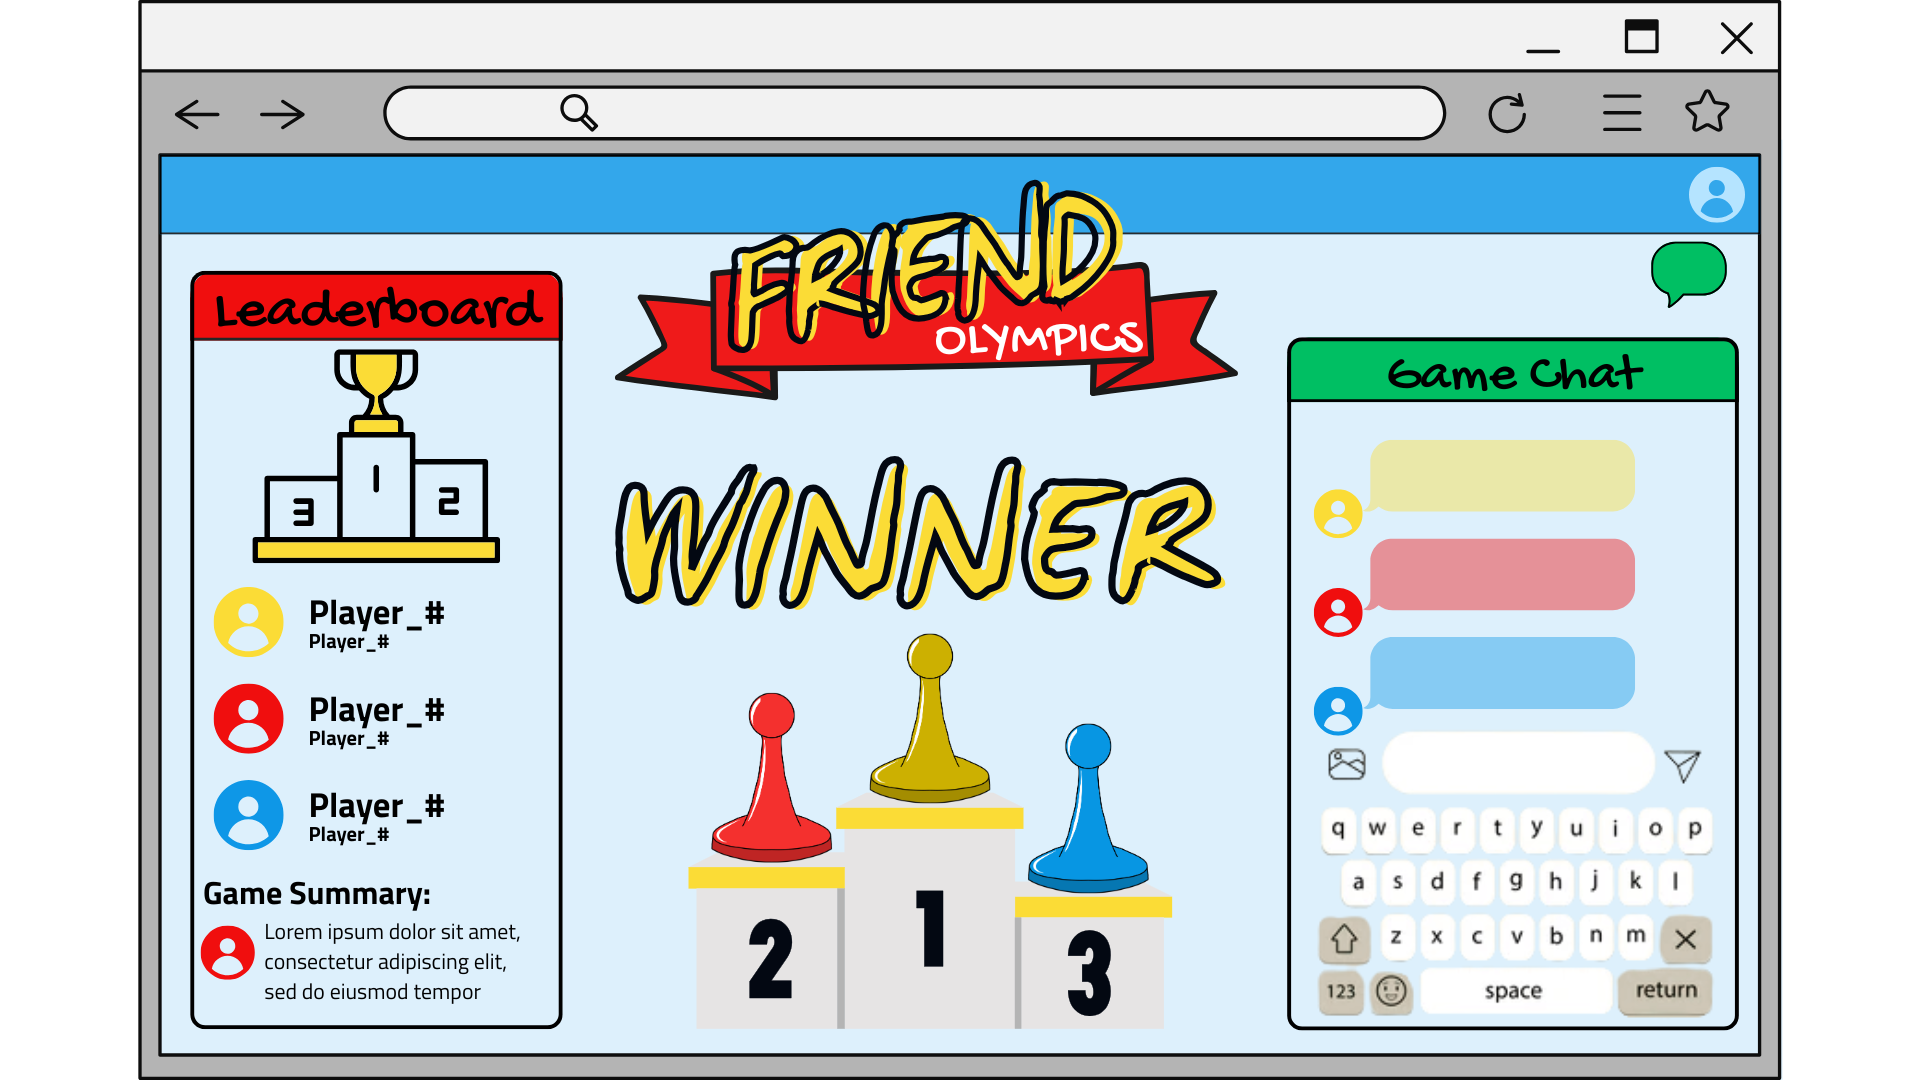 FRIEND
OLYMPICS
Leaderboard
1
3 2
Player_#
Player_#
Player_#
Player_#
Player_#
Player_#
Game Summary:
Lorem ipsum dolor sit amet,
consectetur adipiscing elit,
sed do eiusmod tempor
WINNER
1
2
3
Game Chat
q w e r t y u i o p
a s d f g h j k l
z x c v b n m
123 space return